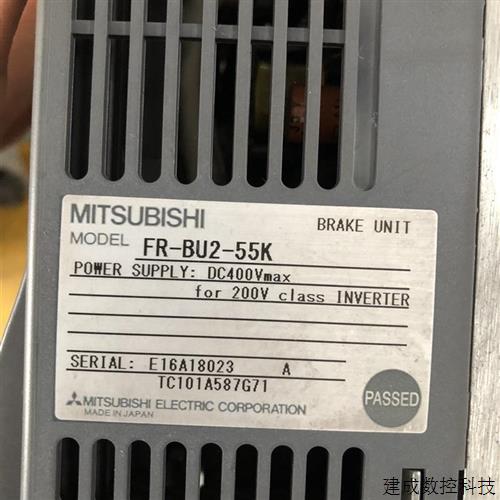 MITSUBISHI
BRAKE UNIT
MODEL FR-BU2-55K
POWER SUPPLY: DC400Vmax
for 200V class INVERTER
SERIAL: E16A18023 A
TC101A587G71
PASSED
MITSUBISHI ELECTRIC CORPORATION
MADE IN JAPAN
建成数控科技